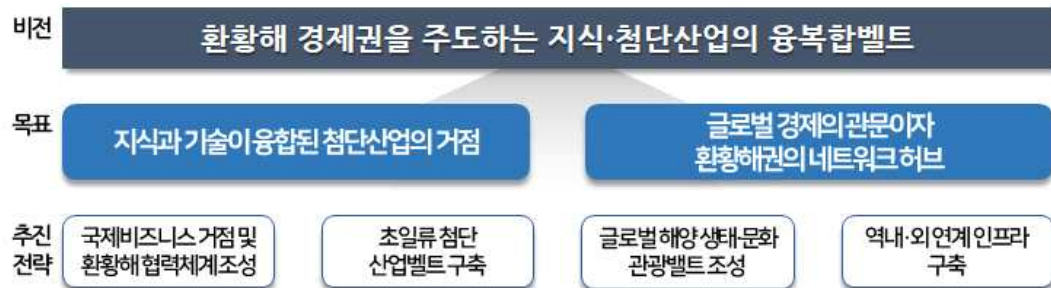 비전
환황해 경제권을 주도하는 지식·첨단산업의 융복합벨트
목표
지식과 기술이 융합된 첨단산업의 거점
글로벌 경제의 관문이자
환황해권의 네트워크 허브
추진
전략
국제비즈니스 거점 및
환황해 협력체계 조성
초일류 첨단
산업벨트 구축
글로벌 해양 생태·문화
관광밸트 조성
역내·외 연계 인프라
구축